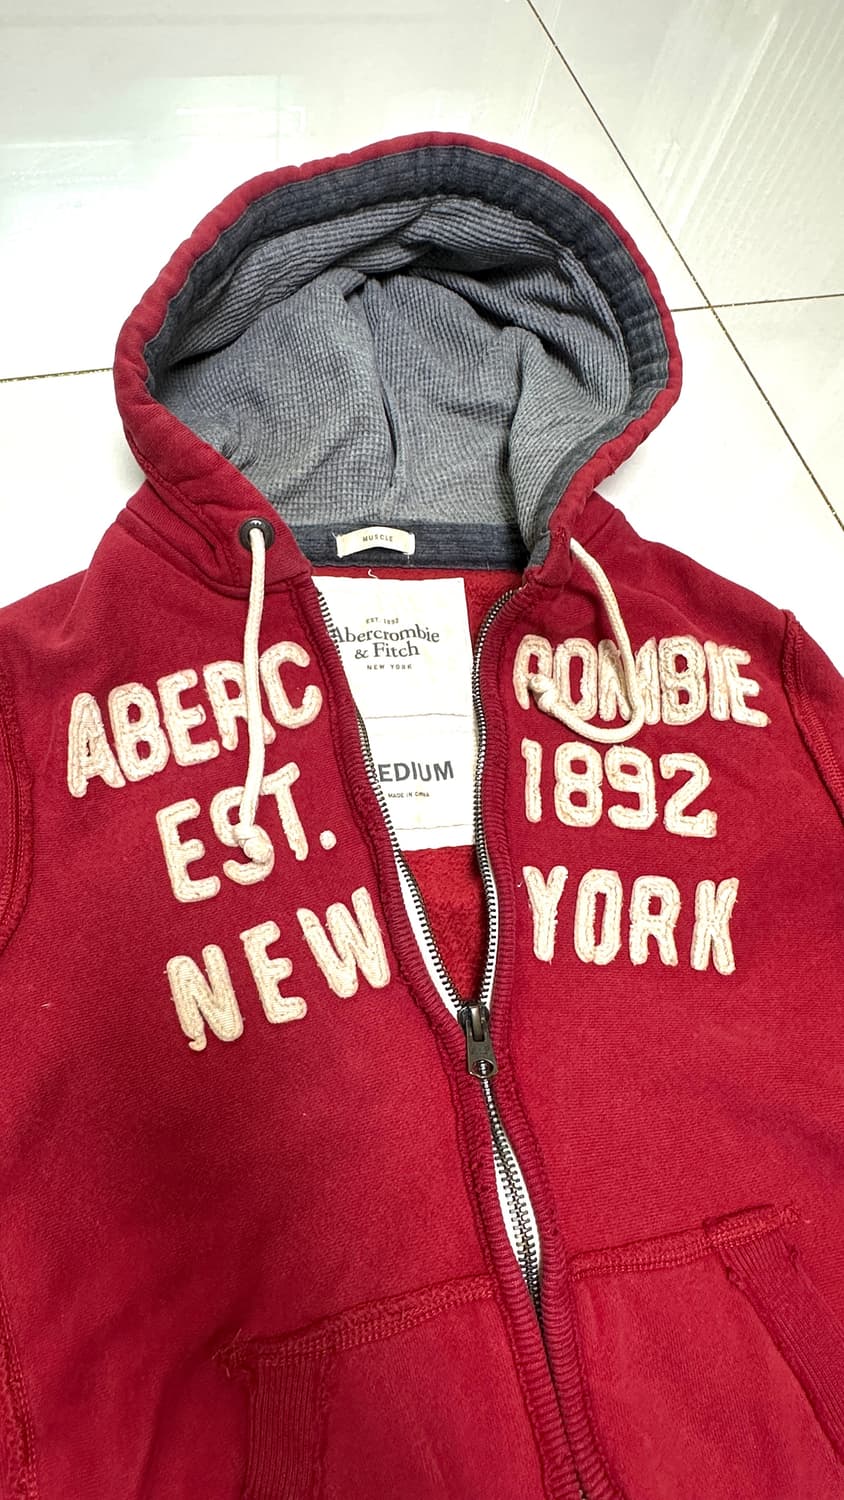 MUSCLE
EST. 1892
Abercrombie
& Fitch
NEW YORK
EDIUM
MADE IN CHINA
ABERC ROMBIE
EST. 1892
NEW YORK